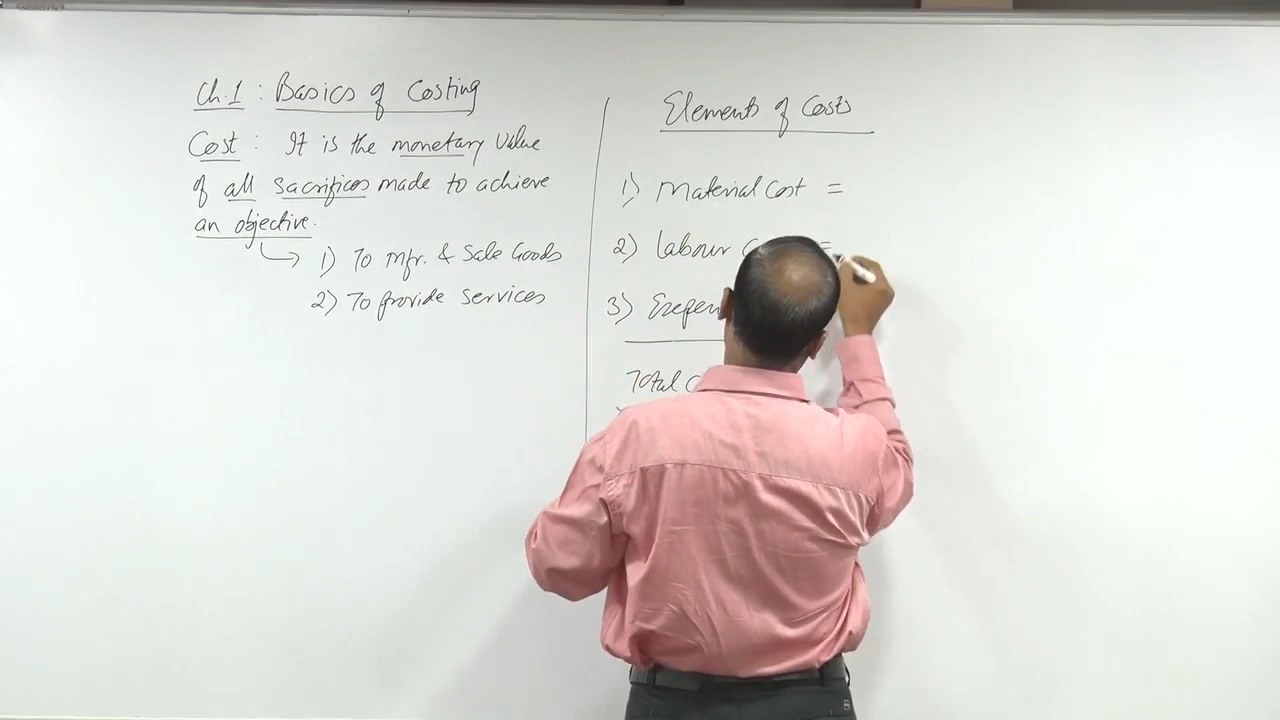 Ch.1 : Basics of Costing
Cost : It is the monetary value
of all sacrifices made to achieve
an objective.
1) To Mfr. & Sale Goods
2) To provide services
Elements of Costs
1) Material Cost =
2) Labour C =
3) Expen
Total C